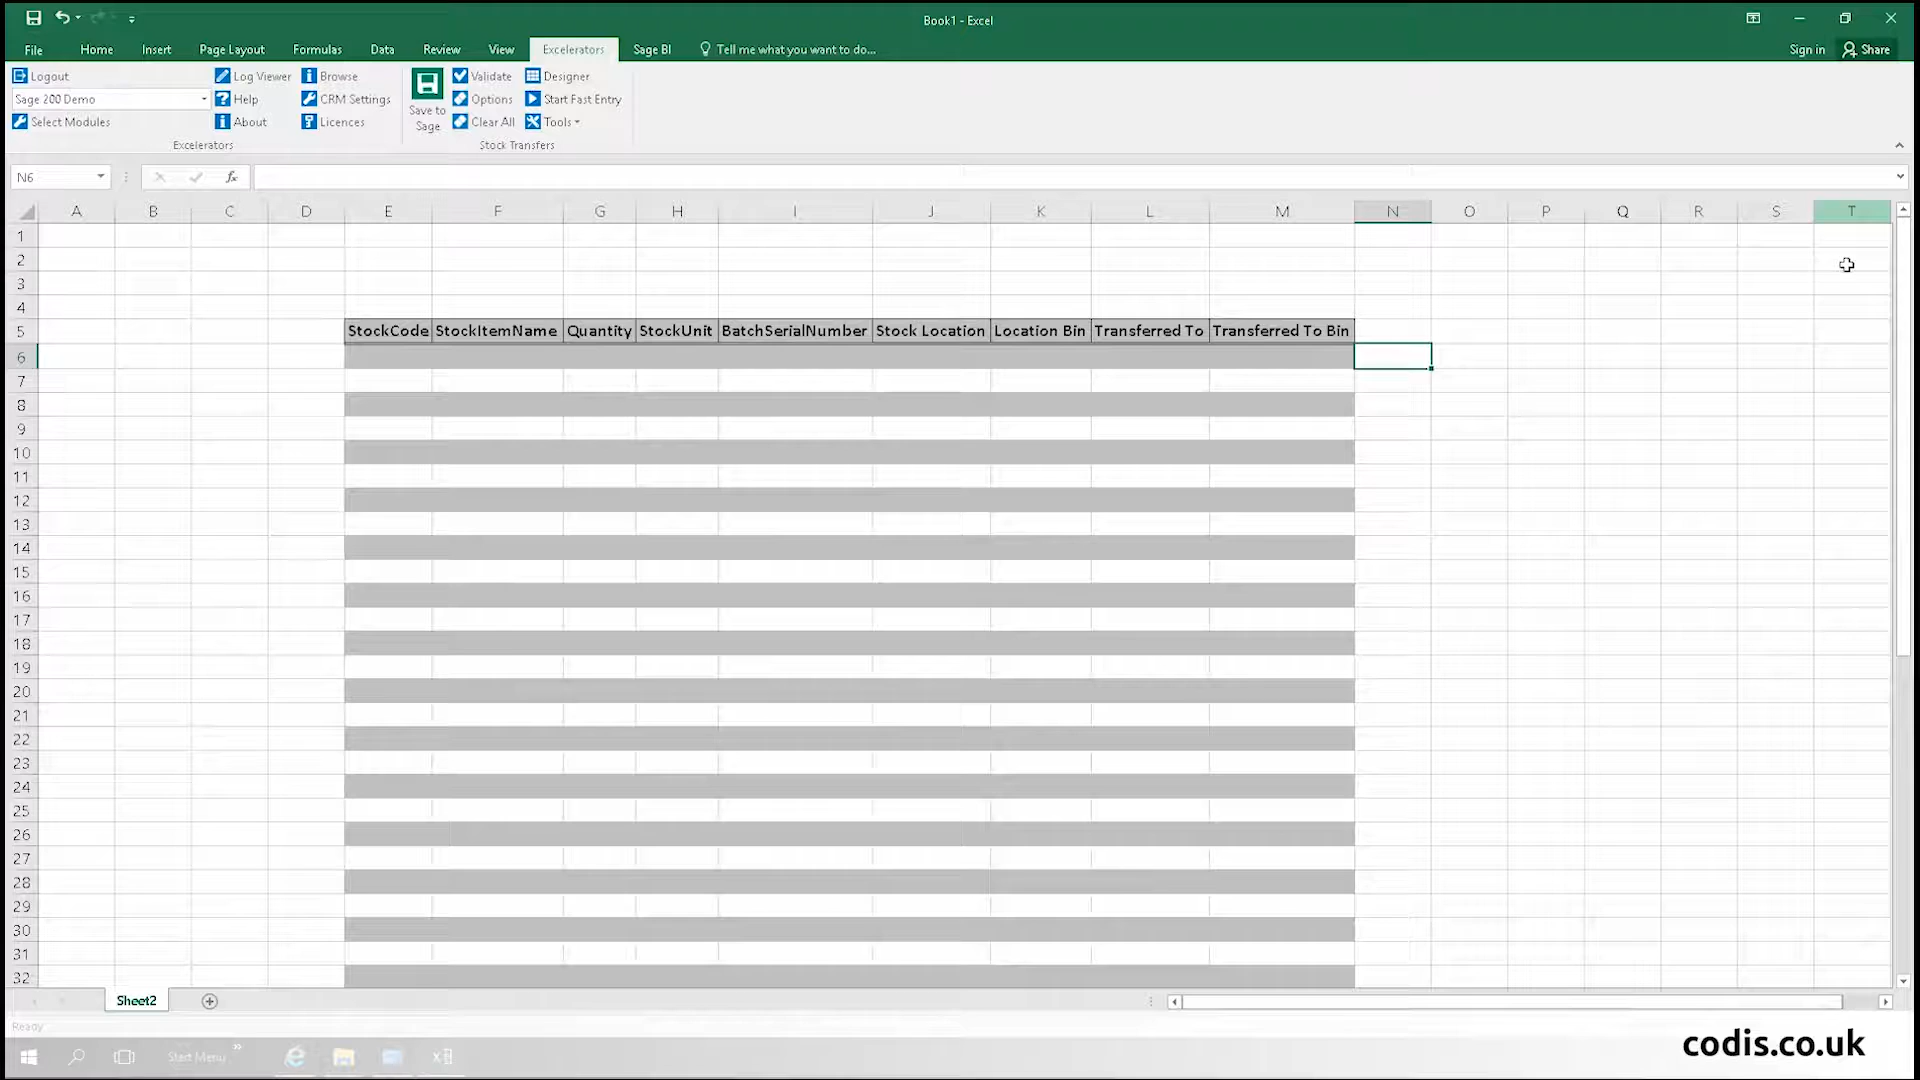 Book1 - Excel
File Home Insert Page Layout Formulas Data Review View Excelerators Sage BI Tell me what you want to do... Sign in Share
Logout Log Viewer Browse Validate Designer
Sage 200 Demo Help CRM Settings Options Start Fast Entry
Select Modules About Licences Save to Sage Clear All Tools
Excelerators Stock Transfers
N6 fx
A B C D E F G H I J K L M N O P Q R S T
1
2
3
4
5 StockCode StockItemName Quantity StockUnit BatchSerialNumber Stock Location Location Bin Transferred To Transferred To Bin
6
7
8
9
10
11
12
13
14
15
16
17
18
19
20
21
22
23
24
25
26
27
28
29
30
31
32
Sheet2
Ready
Start Menu
codis.co.uk